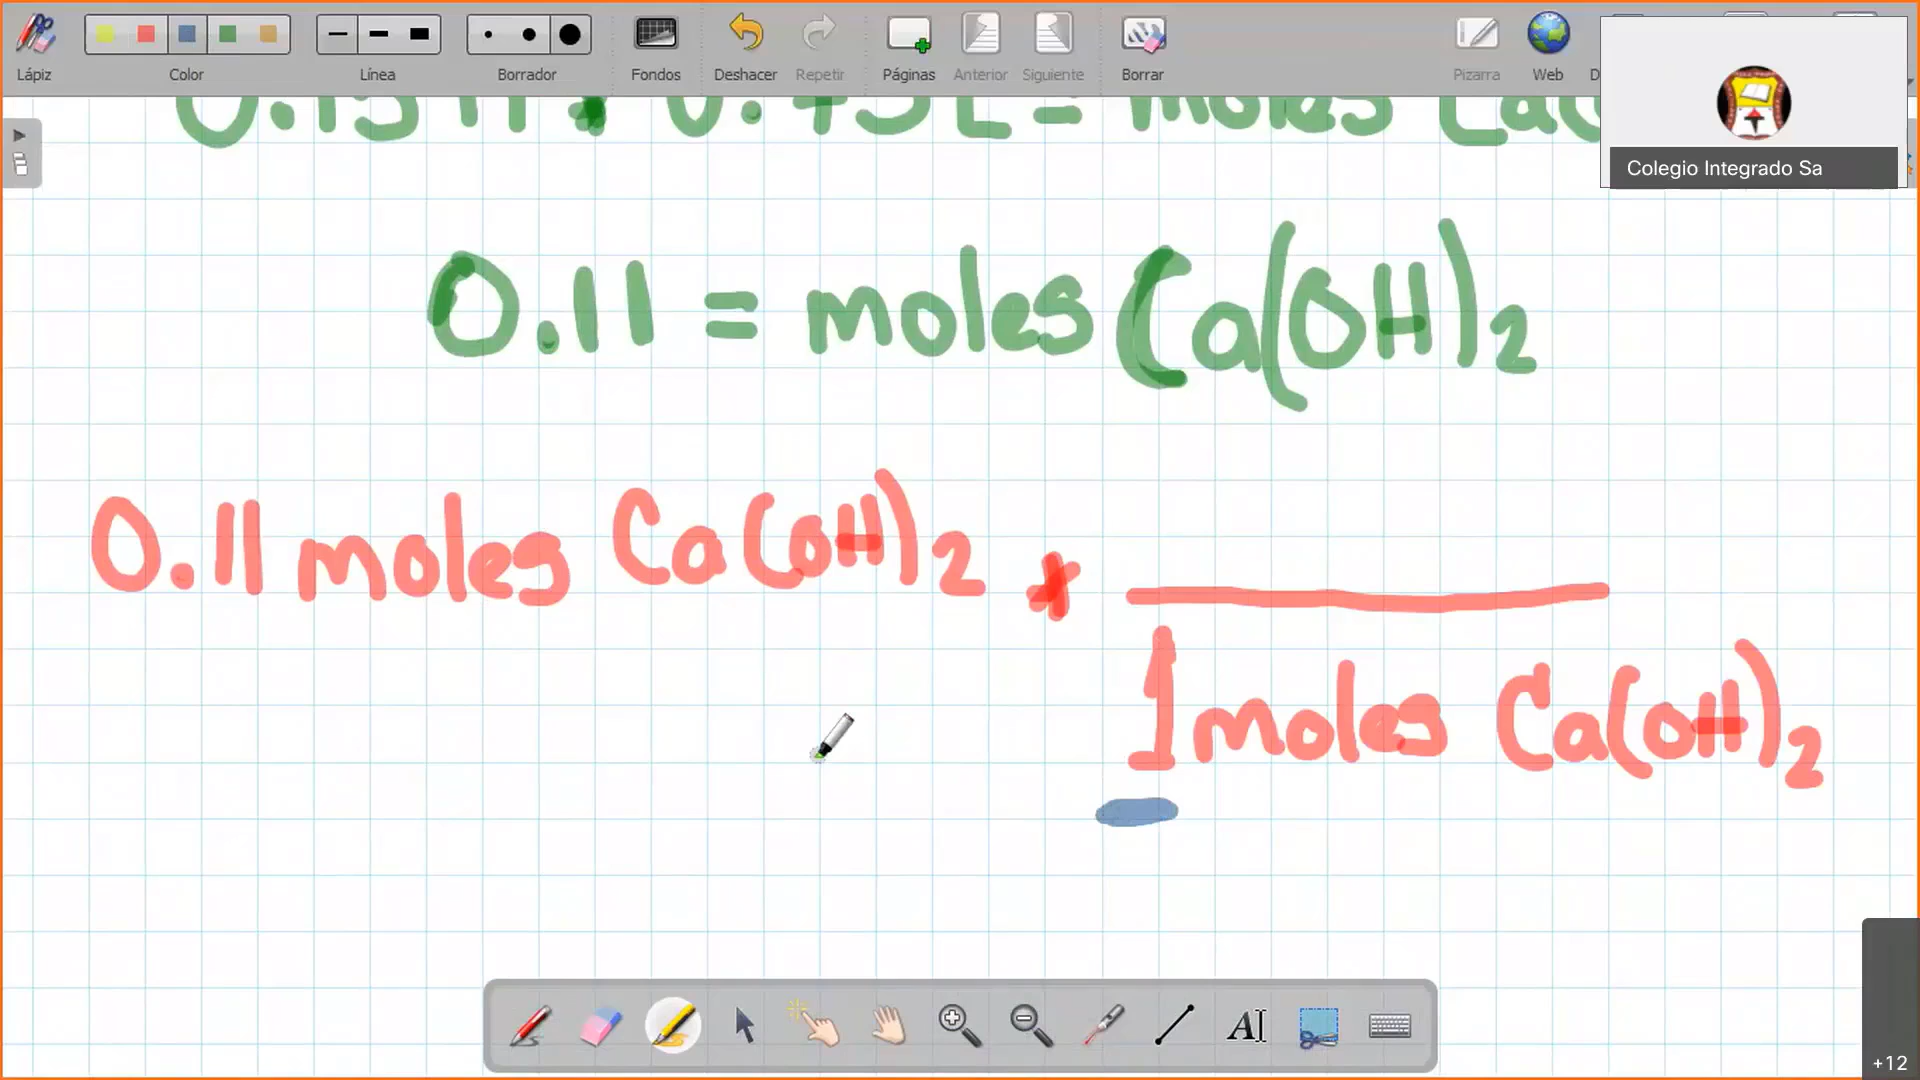 Lápiz Color Línea Borrador Fondos Deshacer Repetir Páginas Anterior Siguiente Borrar Pizarra Web
Colegio Integrado Sa
0.11 = moles Ca(OH)2
0.11 moles Ca(OH)2 *
1 moles Ca(OH)2
AI
+12